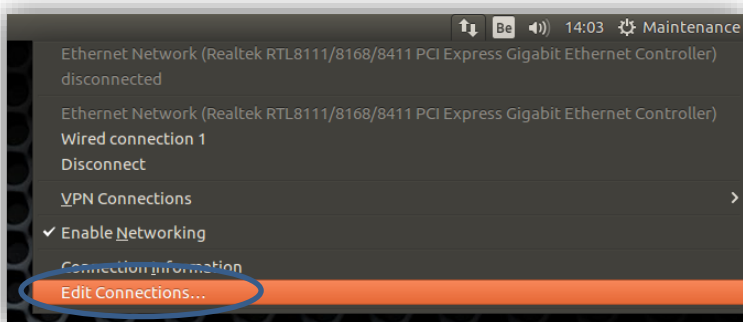 Be 14:03 Maintenance
Ethernet Network (Realtek RTL8111/8168/8411 PCI Express Gigabit Ethernet Controller)
disconnected
Ethernet Network (Realtek RTL8111/8168/8411 PCI Express Gigabit Ethernet Controller)
Wired connection 1
Disconnect
VPN Connections
Enable Networking
Connection Information
Edit Connections...